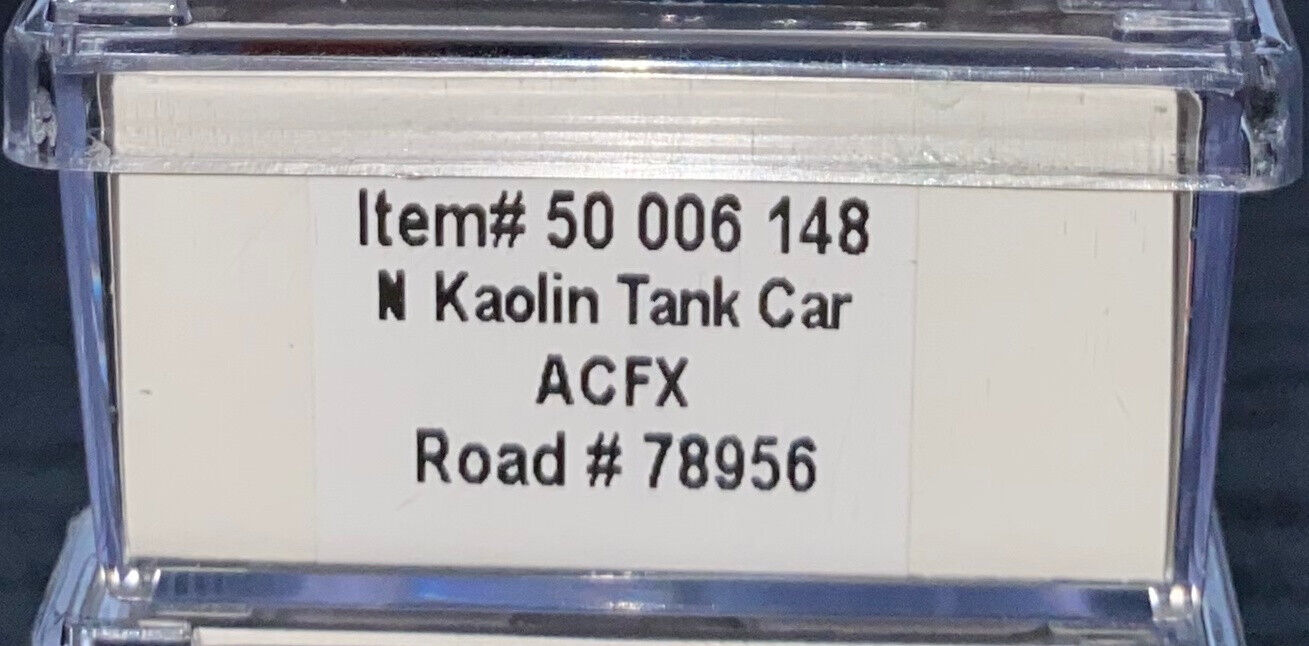 Item# 50 006 148
N Kaolin Tank Car
ACFX
Road # 78956